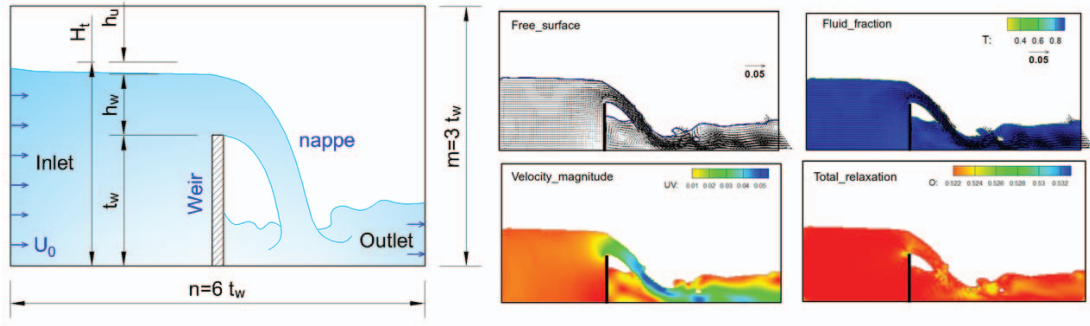 H_t
h_u
h_w
t_w
Inlet
U_0
Weir
nappe
Outlet
m=3 t_w
n=6 t_w
Free_surface
0.05
Fluid_fraction
T:
0.4 0.6 0.8
0.05
Velocity_magnitude
UV:
0.01 0.02 0.03 0.04 0.05
Total_relaxation
O:
0.522 0.524 0.526 0.528 0.53 0.532